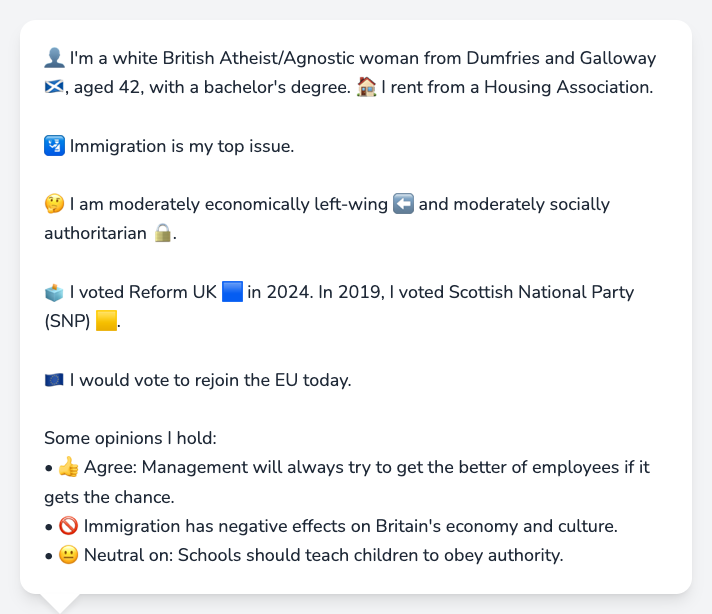 👤 I'm a white British Atheist/Agnostic woman from Dumfries and Galloway
🏴󠁧󠁢󠁳󠁣󠁴󠁿, aged 42, with a bachelor's degree. 🏠 I rent from a Housing Association.
🛂 Immigration is my top issue.
🤔 I am moderately economically left-wing ⬅️ and moderately socially
authoritarian 🔒.
🗳️ I voted Reform UK 🟦 in 2024. In 2019, I voted Scottish National Party
(SNP) 🟨.
🇪🇺 I would vote to rejoin the EU today.
Some opinions I hold:
• 👍 Agree: Management will always try to get the better of employees if it
gets the chance.
• 🚫 Immigration has negative effects on Britain's economy and culture.
• 😐 Neutral on: Schools should teach children to obey authority.